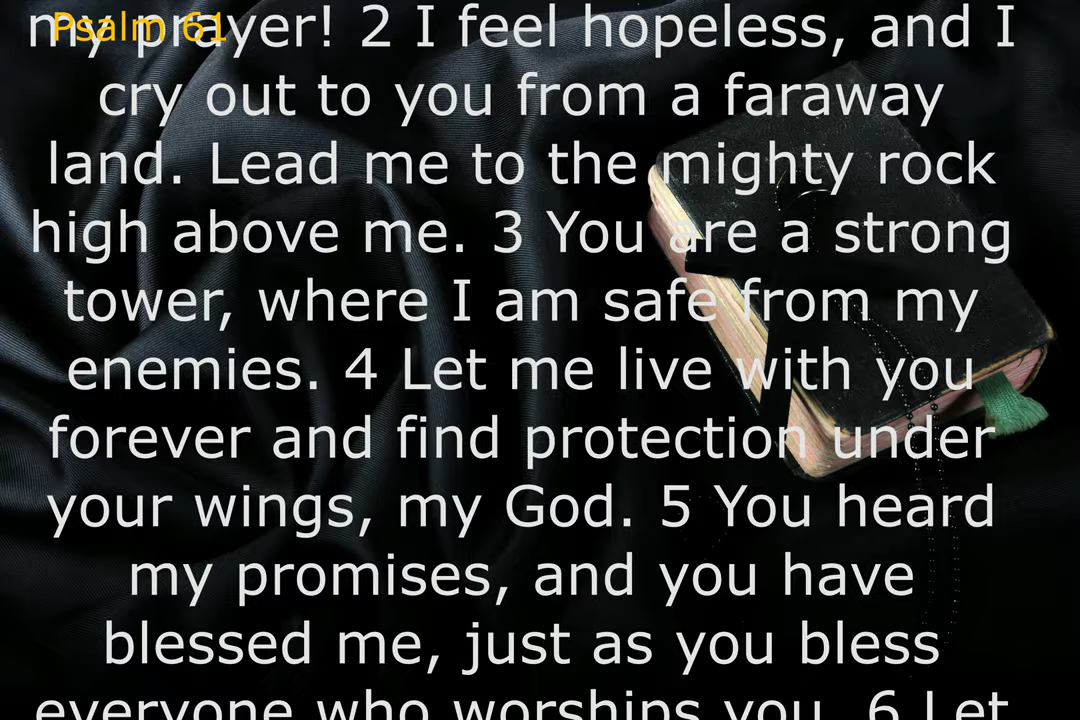 Psalm 61
my prayer! 2 I feel hopeless, and I
cry out to you from a faraway
land. Lead me to the mighty rock
high above me. 3 You are a strong
tower, where I am safe from my
enemies. 4 Let me live with you
forever and find protection under
your wings, my God. 5 You heard
my promises, and you have
blessed me, just as you bless
everyone who worships you. 6 Let